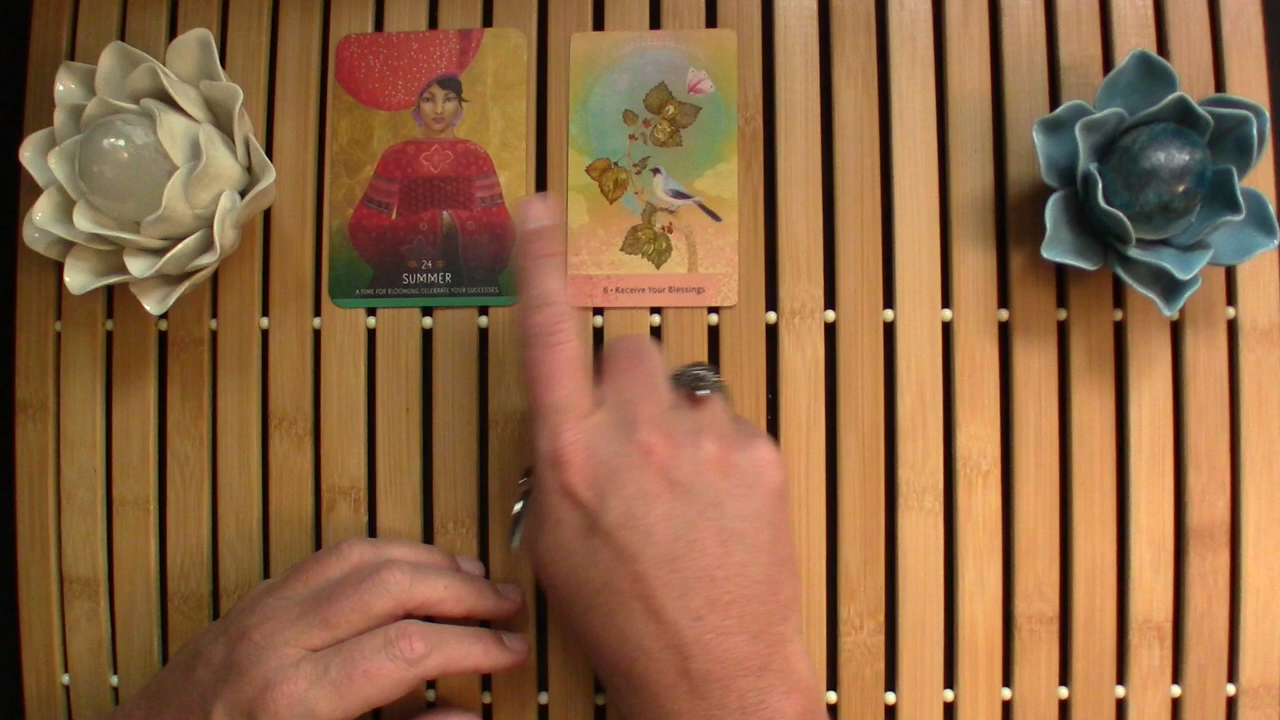 24
SUMMER
A TIME FOR BLOOMING. CELEBRATE YOUR SUCCESSES
6 • Receive Your Blessings